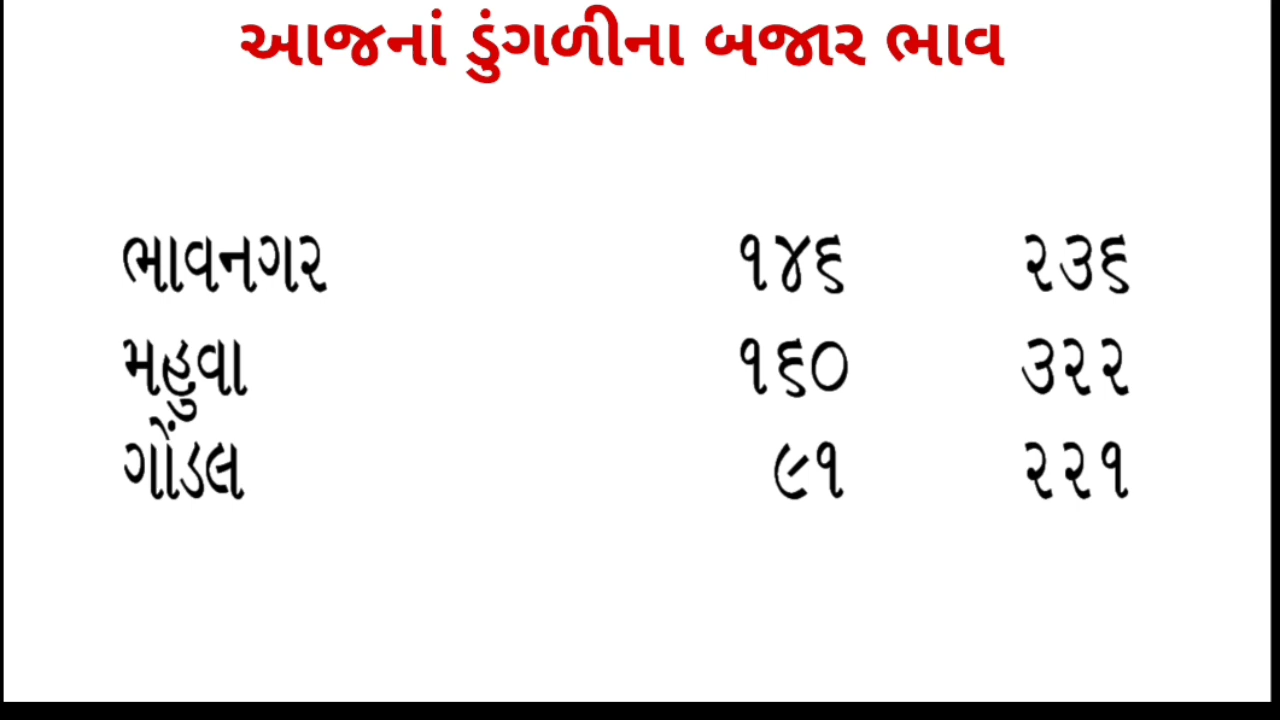 આજનાં ડુંગળીના બજાર ભાવ
ભાવનગર ૧૪૬ ૨૩૬
મહુવા ૧૬૦ ૩૨૨
ગોંડલ ૯૧ ૨૨૧